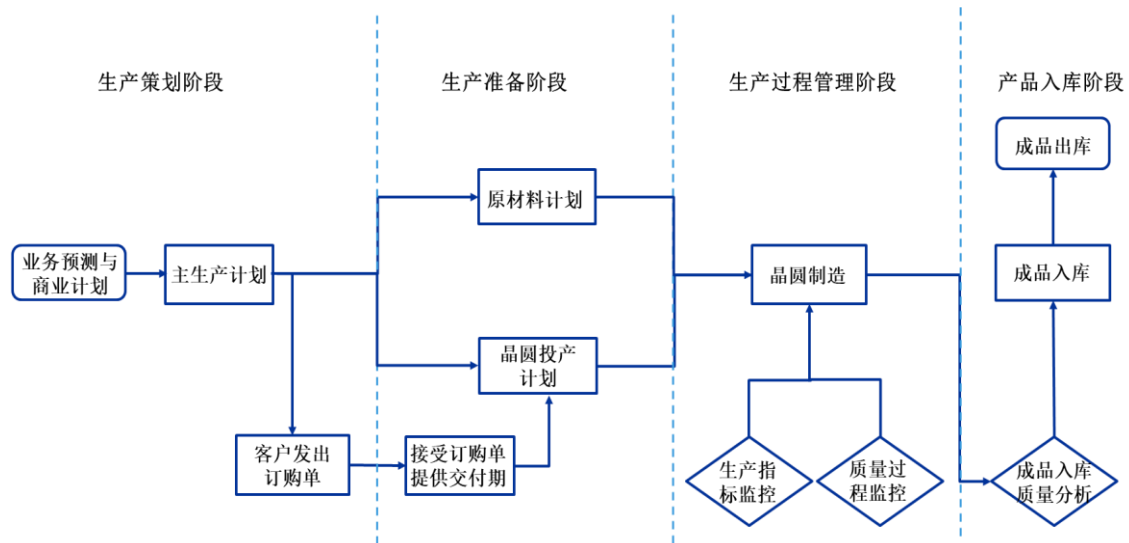 生产策划阶段
生产准备阶段
生产过程管理阶段
产品入库阶段
业务预测与
商业计划
主生产计划
客户发出
订购单
原材料计划
晶圆投产
计划
接受订购单
提供交付期
晶圆制造
生产指
标监控
质量过
程监控
成品出库
成品入库
成品入库
质量分析